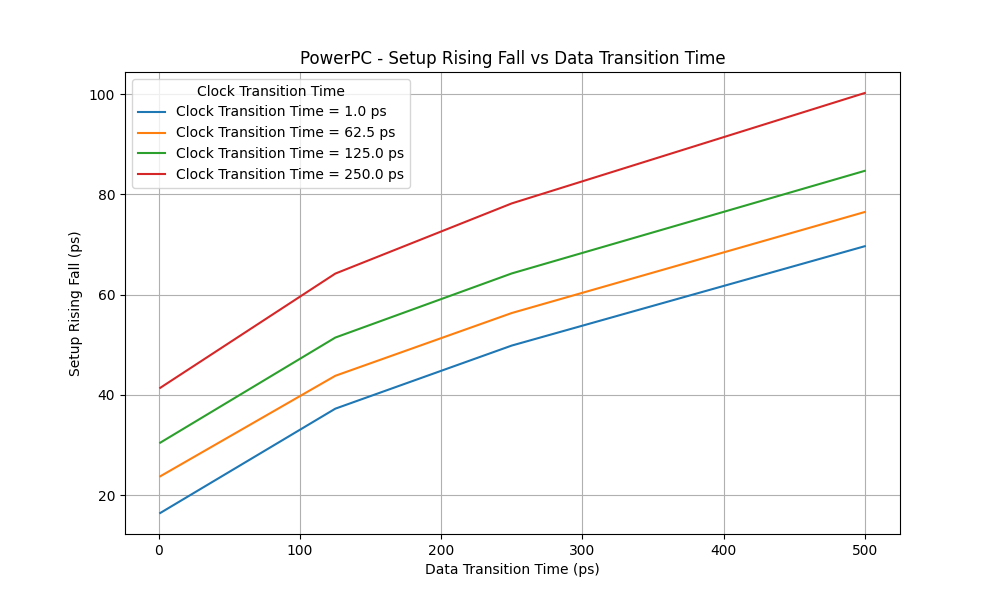 PowerPC - Setup Rising Fall vs Data Transition Time
Clock Transition Time
Clock Transition Time = 1.0 ps
Clock Transition Time = 62.5 ps
Clock Transition Time = 125.0 ps
Clock Transition Time = 250.0 ps
Setup Rising Fall (ps)
100
80
60
40
20
0 100 200 300 400 500
Data Transition Time (ps)